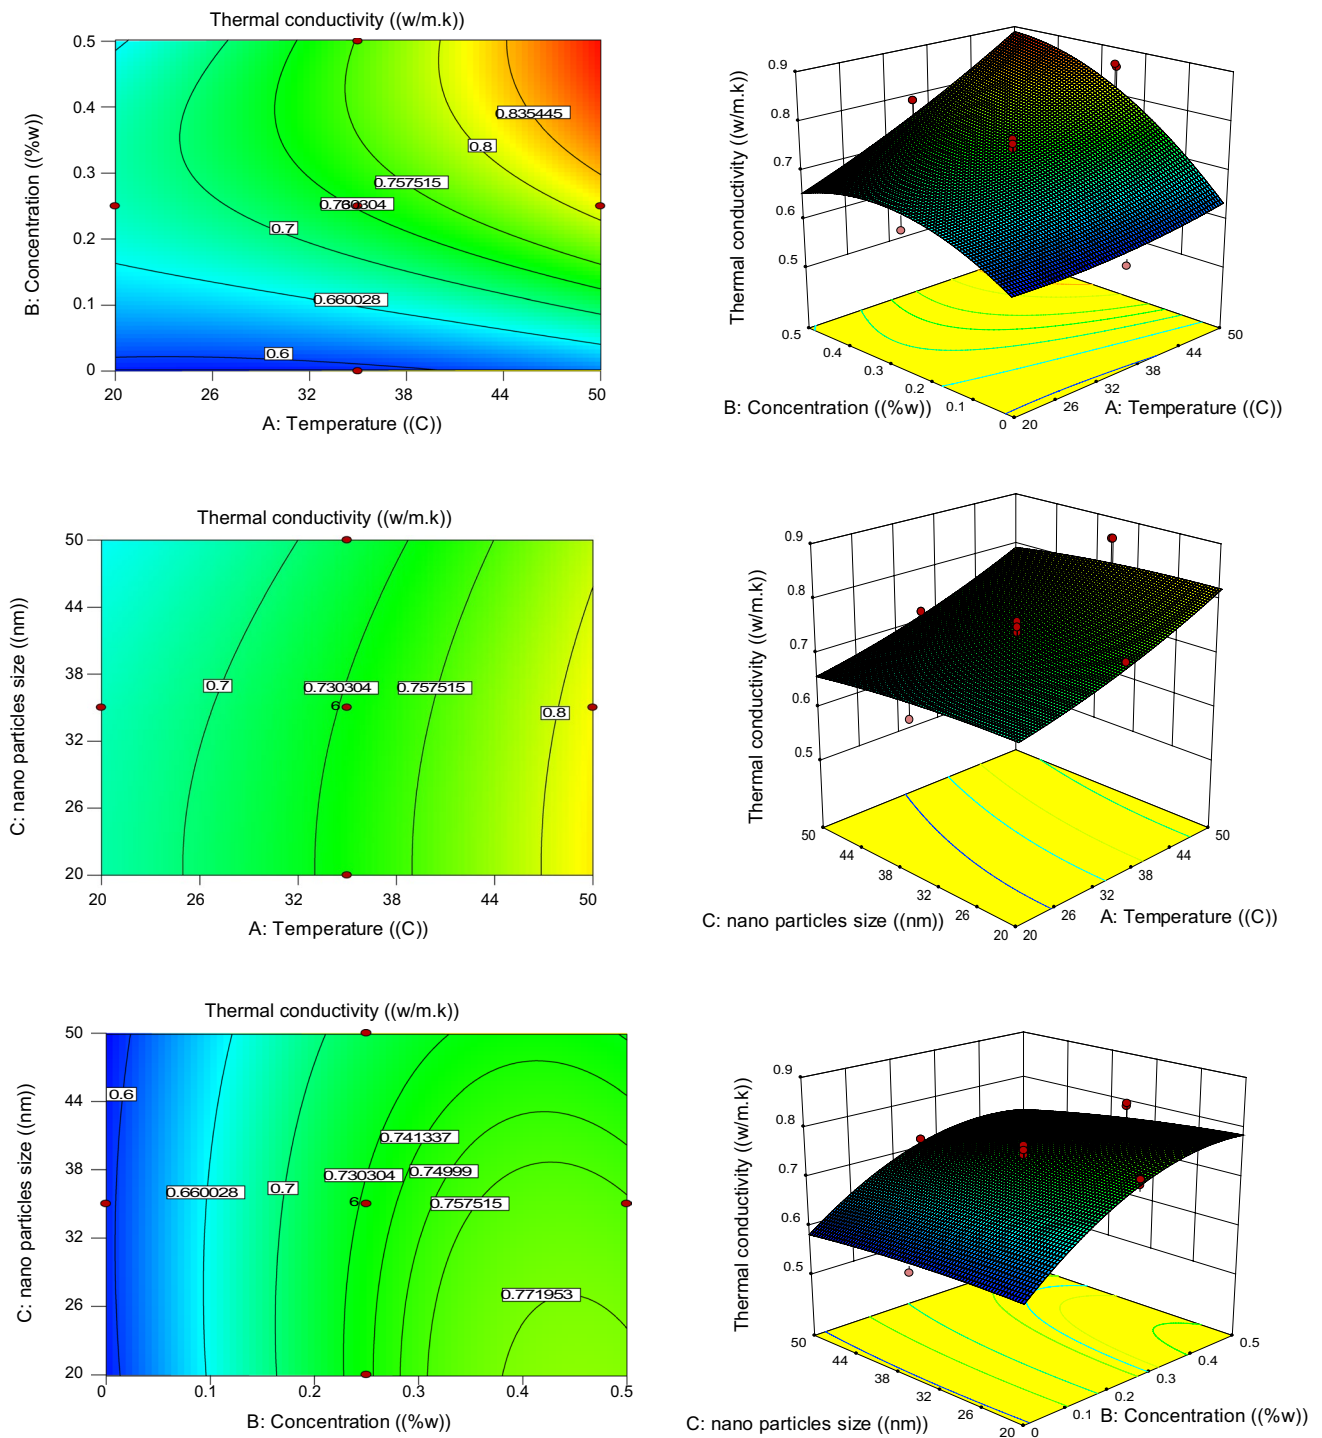 Thermal conductivity ((w/m.k))
B: Concentration ((%w))
0.5
0.4
0.3
0.2
0.1
0
0.835445
0.8
0.757515
0.7
0.660028
0.6
20 26 32 38 44 50
A: Temperature ((C))
Thermal conductivity ((w/m.k))
0.9
0.8
0.7
0.6
0.5
0.5 0.4 0.3 0.2 0.1 0
20 26 32 38 44 50
B: Concentration ((%w))
A: Temperature ((C))
Thermal conductivity ((w/m.k))
C: nano particles size ((nm))
50
44
38
32
26
20
0.7
0.730304
0.757515
6
0.8
20 26 32 38 44 50
A: Temperature ((C))
Thermal conductivity ((w/m.k))
0.9
0.8
0.7
0.6
0.5
50 44 38 32 26 20
20 26 32 38 44 50
C: nano particles size ((nm))
A: Temperature ((C))
Thermal conductivity ((w/m.k))
C: nano particles size ((nm))
50
44
38
32
26
20
0.6
0.741337
0.730304
0.74999
0.660028
0.7
6
0.757515
0.771953
0 0.1 0.2 0.3 0.4 0.5
B: Concentration ((%w))
Thermal conductivity ((w/m.k))
0.9
0.8
0.7
0.6
0.5
50 44 38 32 26 20
0 0.1 0.2 0.3 0.4 0.5
C: nano particles size ((nm))
B: Concentration ((%w))